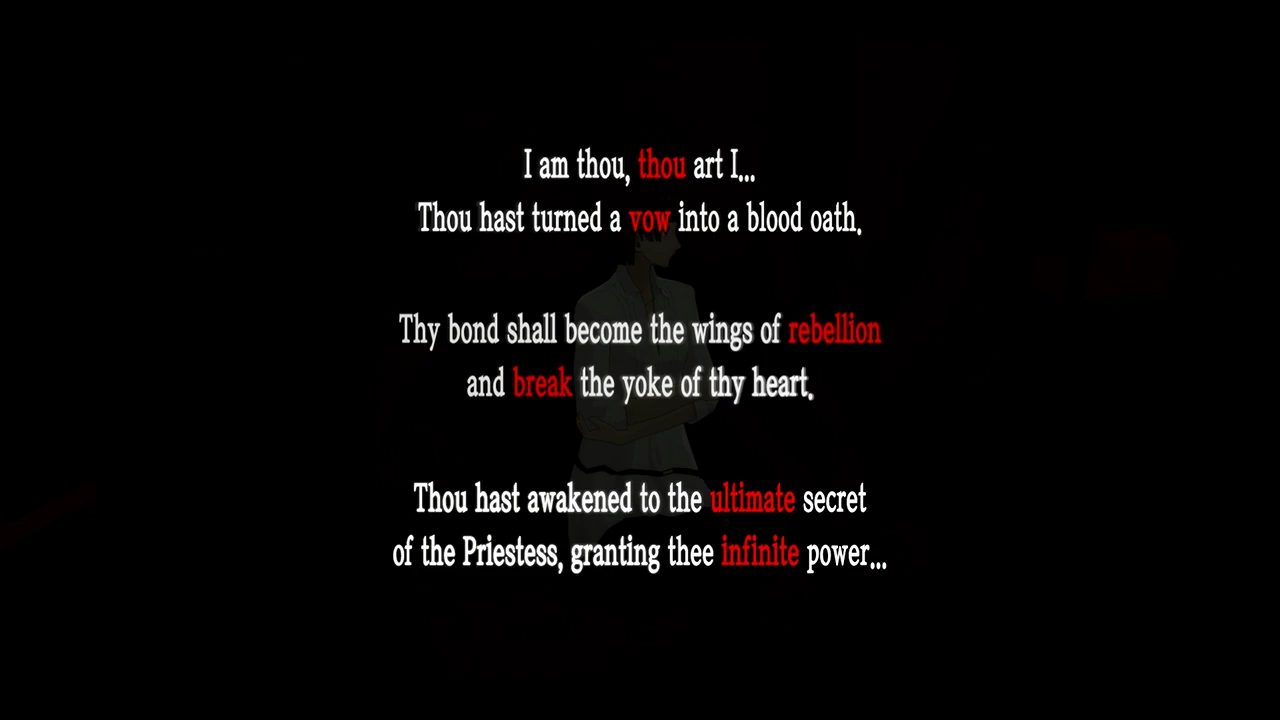 I am thou, thou art I...
Thou hast turned a vow into a blood oath.
Thy bond shall become the wings of rebellion
and break the yoke of thy heart.
Thou hast awakened to the ultimate secret
of the Priestess, granting thee infinite power...